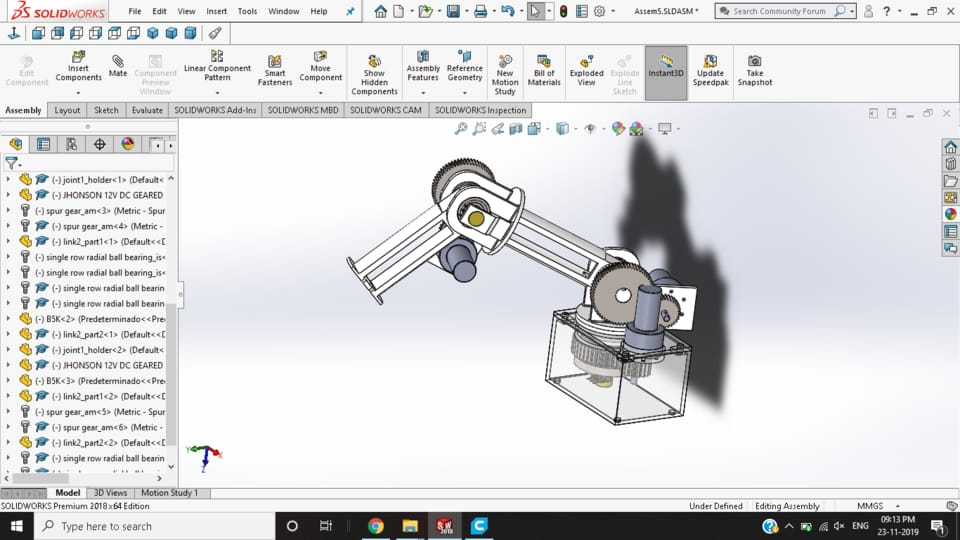 SOLIDWORKS
File Edit View Insert Tools Window Help
Assem5.SLDASM *
Search Community Forum
Edit Component
Insert Components
Mate
Component Preview Window
Linear Component Pattern
Smart Fasteners
Move Component
Show Hidden Components
Assembly Features
Reference Geometry
New Motion Study
Bill of Materials
Exploded View
Explode Line Sketch
Instant3D
Update Speedpak
Take Snapshot
Assembly Layout Sketch Evaluate SOLIDWORKS Add-Ins SOLIDWORKS MBD SOLIDWORKS CAM SOLIDWORKS Inspection
(-) joint1_holder<1> (Default<
(-) JHONSON 12V DC GEARED
(-) spur gear_am<3> (Metric - Spur
(-) spur gear_am<4> (Metric -
(-) link2_part1<1> (Default<<D
(-) single row radial ball bearing_is<
(-) single row radial ball bearing_is<
(-) single row radial ball bearin
(-) single row radial ball bearin
(-) B5K<2> (Predeterminado<<Pre
(-) link2_part2<1> (Default<<D
(-) joint1_holder<2> (Default<
(-) JHONSON 12V DC GEARED
(-) B5K<3> (Predeterminado<<Pre
(-) link2_part1<2> (Default<<D
(-) spur gear_am<5> (Metric - Spur
(-) spur gear_am<6> (Metric -
(-) link2_part2<2> (Default<<D
(-) single row radial ball bearin
Y X
Z
Model 3D Views Motion Study 1
SOLIDWORKS Premium 2018 x64 Edition
Under Defined Editing Assembly MMGS
Type here to search
ENG
09:13 PM
23-11-2019